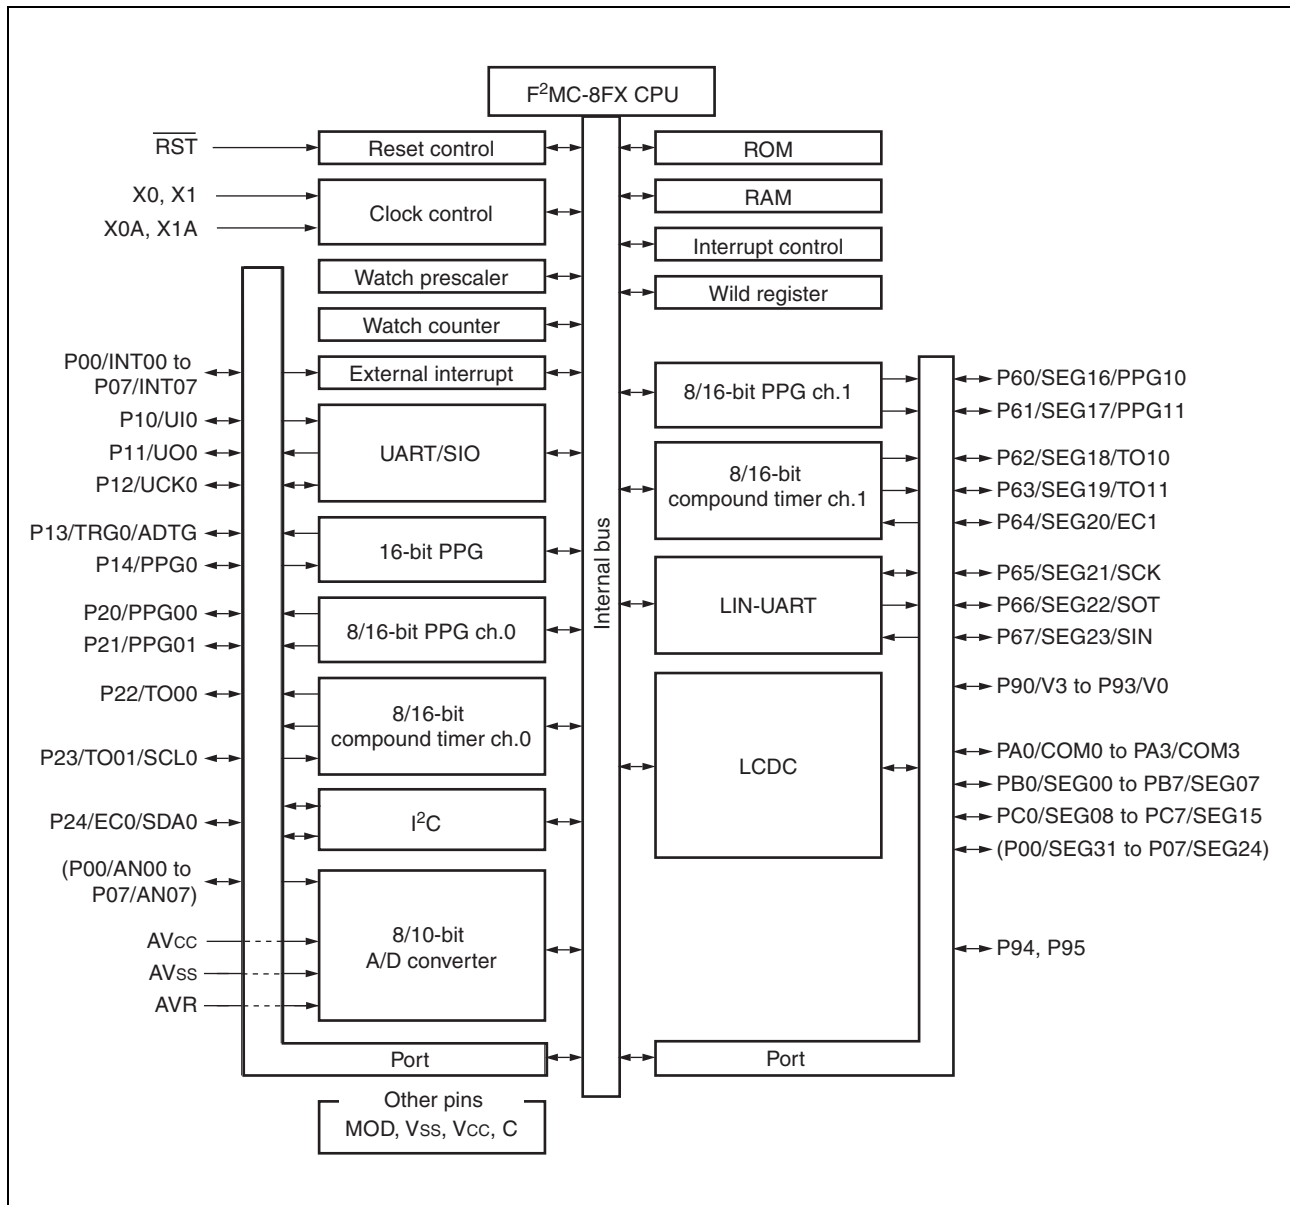 F²MC-8FX CPU
RST
Reset control
ROM
X0, X1
X0A, X1A
Clock control
RAM
Interrupt control
Watch prescaler
Wild register
Watch counter
P00/INT00 to
P07/INT07
External interrupt
P10/UI0
P11/UO0
P12/UCK0
UART/SIO
P13/TRG0/ADTG
P14/PPG0
16-bit PPG
P20/PPG00
P21/PPG01
8/16-bit PPG ch.0
P22/TO00
P23/TO01/SCL0
8/16-bit
compound timer ch.0
P24/EC0/SDA0
I²C
(P00/AN00 to
P07/AN07)
AVCC
AVSS
AVR
8/10-bit
A/D converter
Port
Other pins
MOD, VSS, VCC, C
Internal bus
8/16-bit PPG ch.1
P60/SEG16/PPG10
P61/SEG17/PPG11
8/16-bit
compound timer ch.1
P62/SEG18/TO10
P63/SEG19/TO11
P64/SEG20/EC1
LIN-UART
P65/SEG21/SCK
P66/SEG22/SOT
P67/SEG23/SIN
LCDC
P90/V3 to P93/V0
PA0/COM0 to PA3/COM3
PB0/SEG00 to PB7/SEG07
PC0/SEG08 to PC7/SEG15
(P00/SEG31 to P07/SEG24)
P94, P95
Port